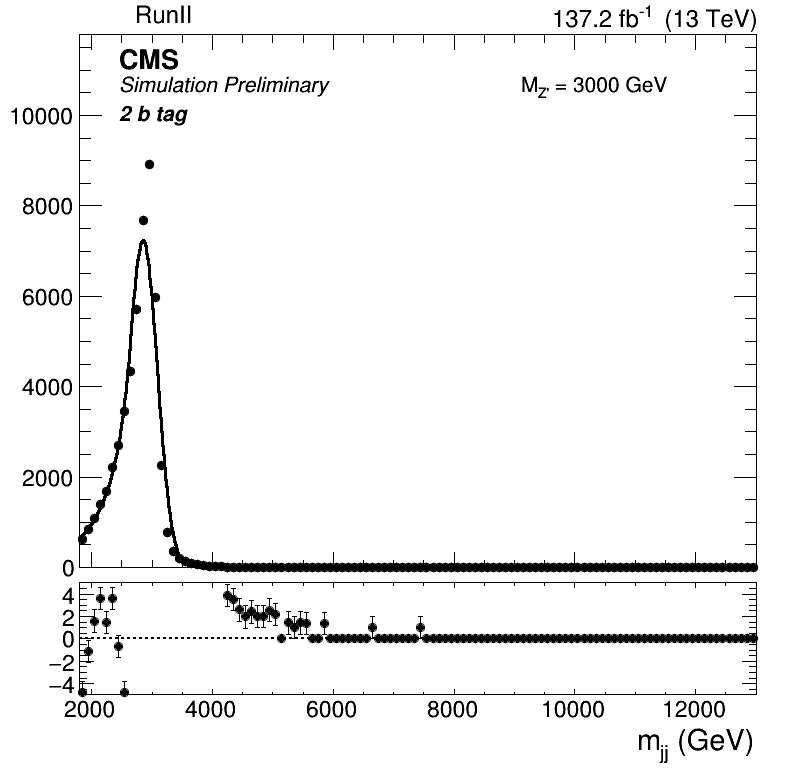 RunII 137.2 fb-1 (13 TeV)
CMS
Simulation Preliminary MZ' = 3000 GeV
2 b tag
10000
8000
6000
4000
2000
0
4
2
0
−2
−4
2000 4000 6000 8000 10000 12000
mjj (GeV)